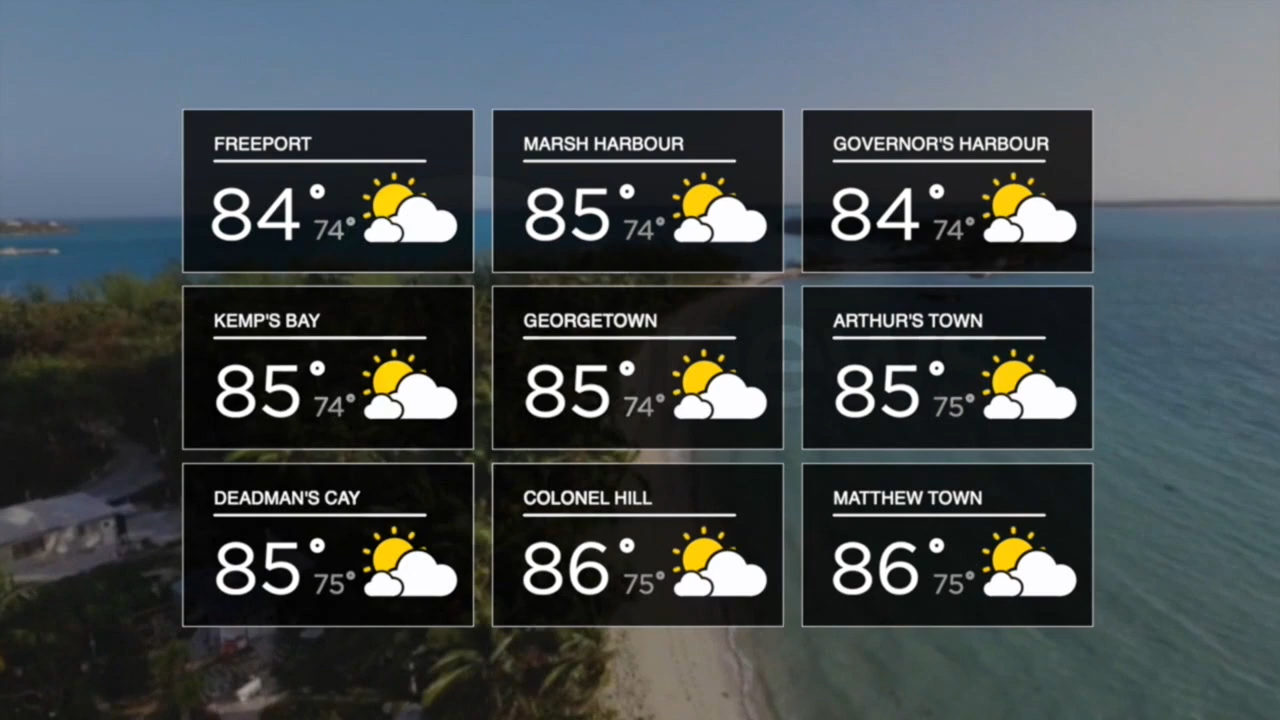 FREEPORT
84° 74°
MARSH HARBOUR
85° 74°
GOVERNOR'S HARBOUR
84° 74°
KEMP'S BAY
85° 74°
GEORGETOWN
85° 74°
ARTHUR'S TOWN
85° 75°
DEADMAN'S CAY
85° 75°
COLONEL HILL
86° 75°
MATTHEW TOWN
86° 75°